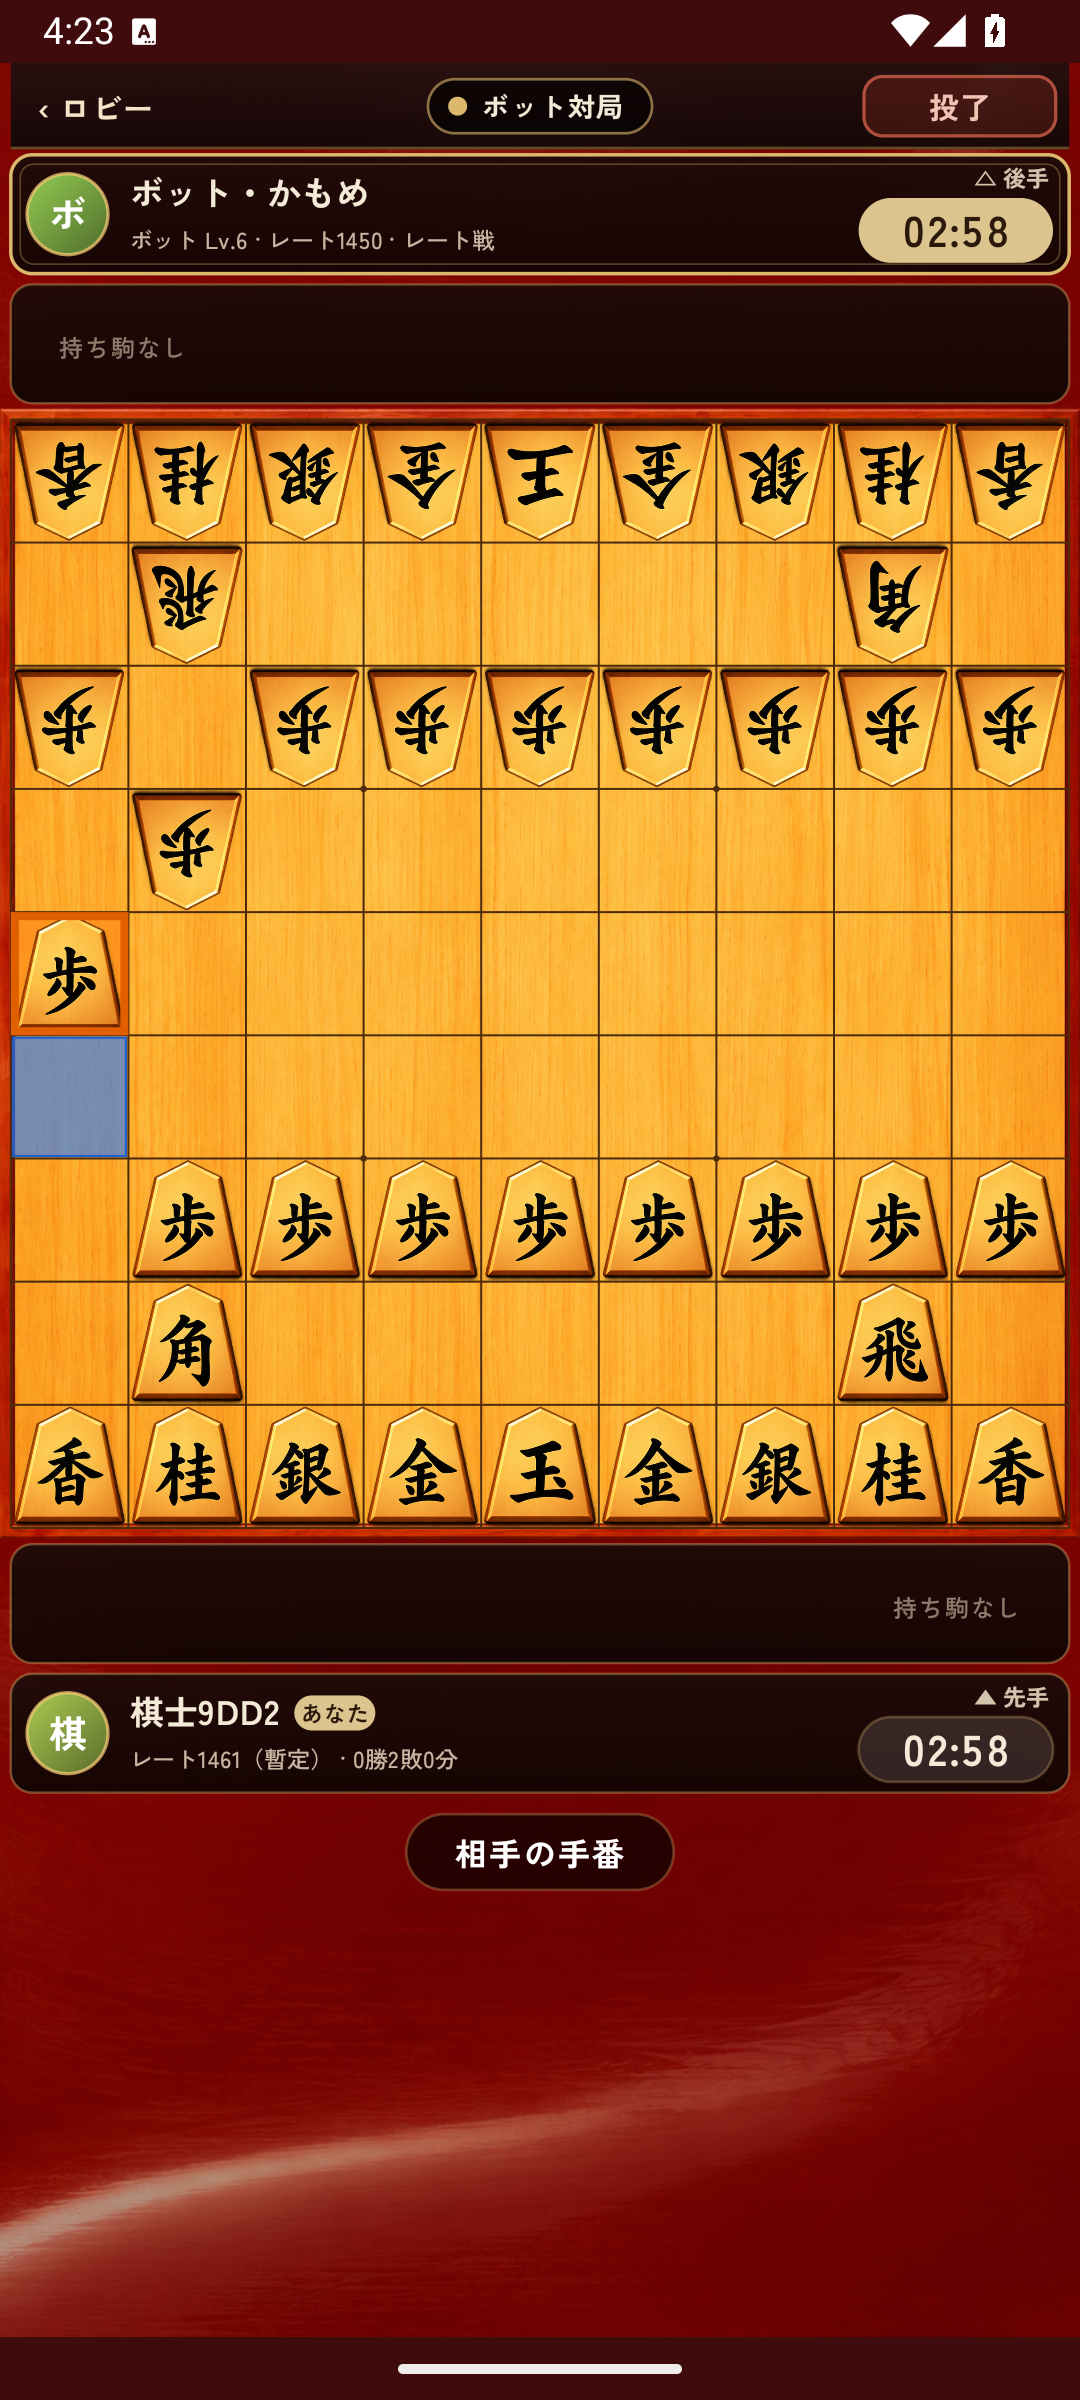 4:23
‹ ロビー
ボット対局
投了
ボ
ボット・かもめ
ボット Lv.6・レート1450・レート戦
△ 後手
02:58
持ち駒なし
香 桂 銀 金 王 金 銀 桂 香
飛 角
歩 歩 歩 歩 歩 歩 歩 歩
歩
歩
歩 歩 歩 歩 歩 歩 歩 歩
角 飛
香 桂 銀 金 玉 金 銀 桂 香
持ち駒なし
棋
棋士9DD2 あなた
レート1461（暫定）・0勝2敗0分
▲ 先手
02:58
相手の手番